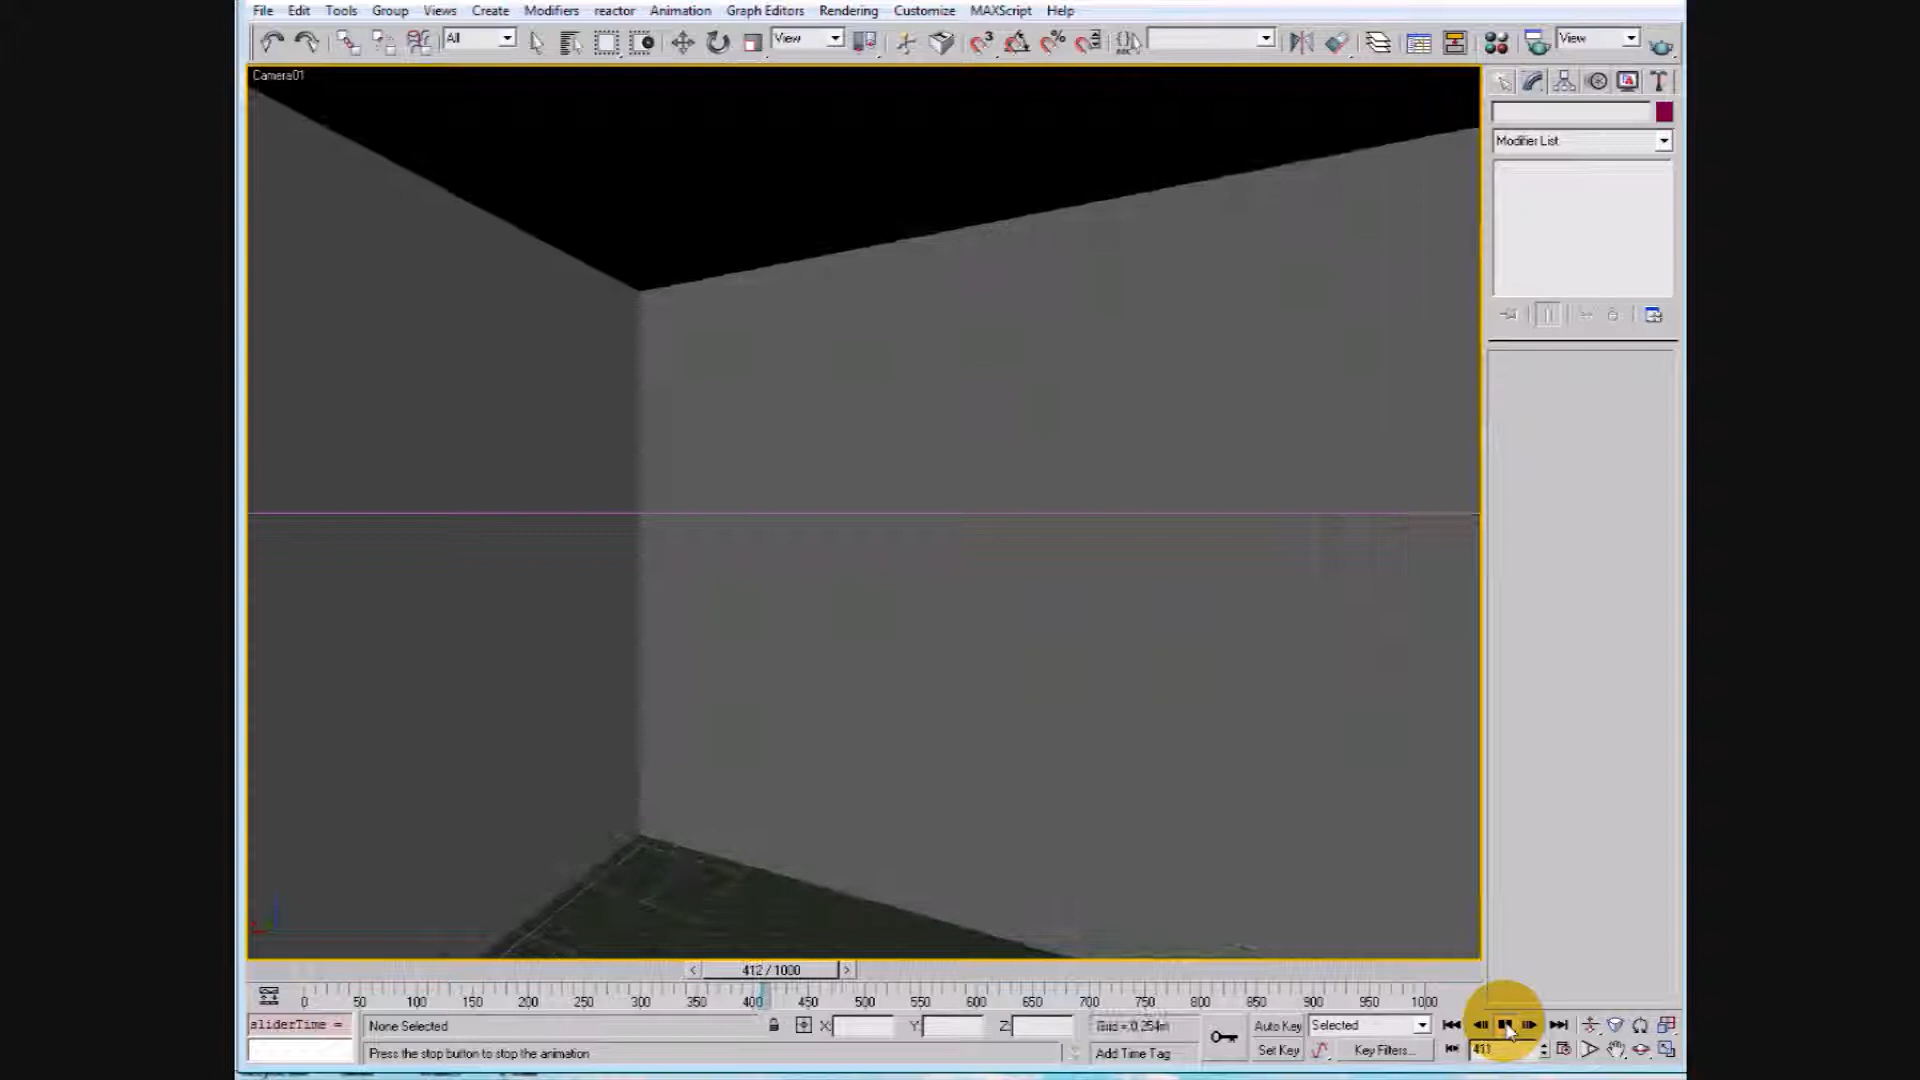 File Edit Tools Group Views Create Modifiers reactor Animation Graph Editors Rendering Customize MAXScript Help
All View View
Camera01
Modifier List
412 / 1000
0 50 100 150 200 250 300 350 400 450 500 550 600 650 700 750 800 850 900 950 1000
sliderTime = None Selected X: Y: Z: Grid = 0.254m Auto Key Selected
Press the stop button to stop the animation Add Time Tag Set Key Key Filters... 411